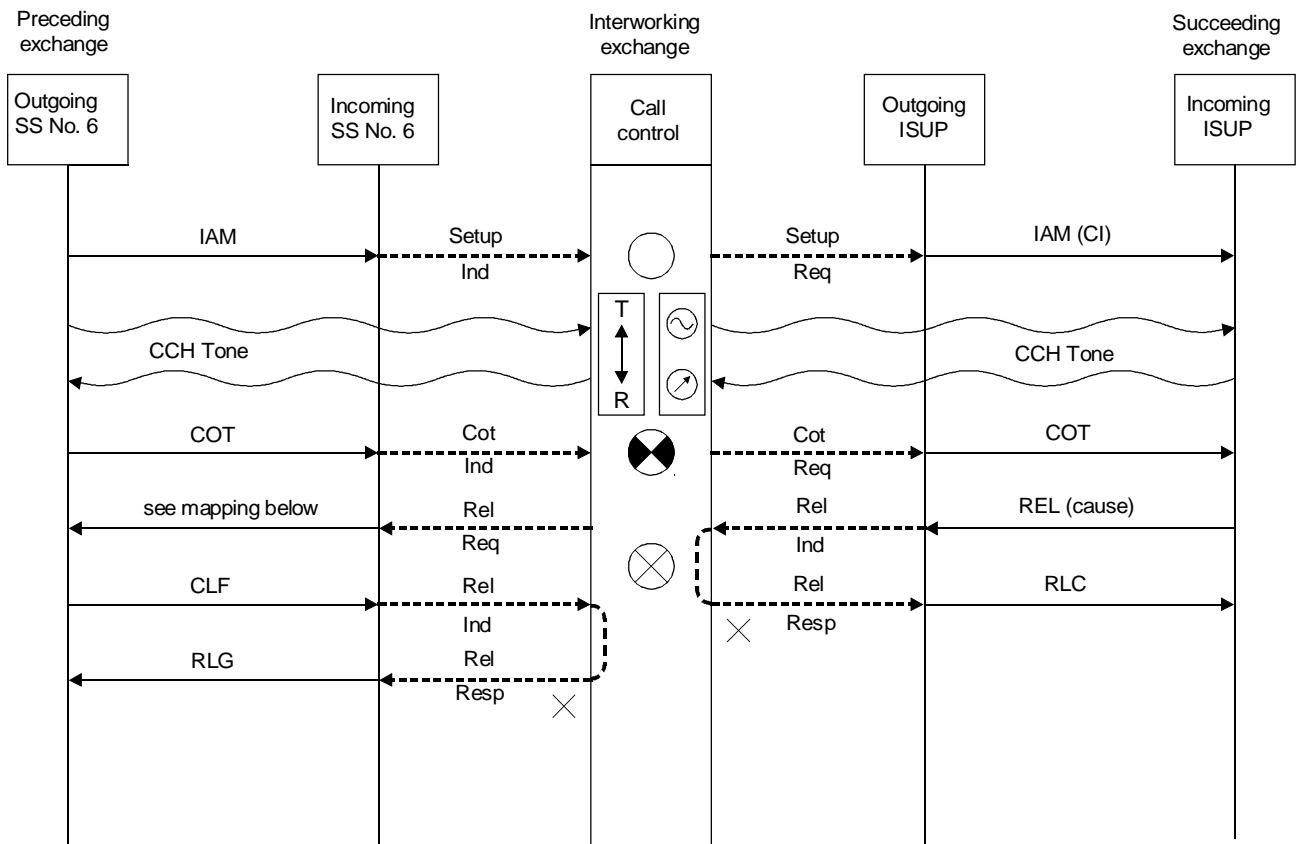 Preceding
exchange
Interworking
exchange
Succeeding
exchange
Outgoing
SS No. 6
Incoming
SS No. 6
Call
control
Outgoing
ISUP
Incoming
ISUP
IAM
Setup
Ind
Setup
Req
IAM (CI)
T
R
CCH Tone
CCH Tone
COT
Cot
Ind
Cot
Req
COT
see mapping below
Rel
Req
Rel
Ind
REL (cause)
CLF
Rel
Ind
Rel
Resp
RLC
RLG
Rel
Resp